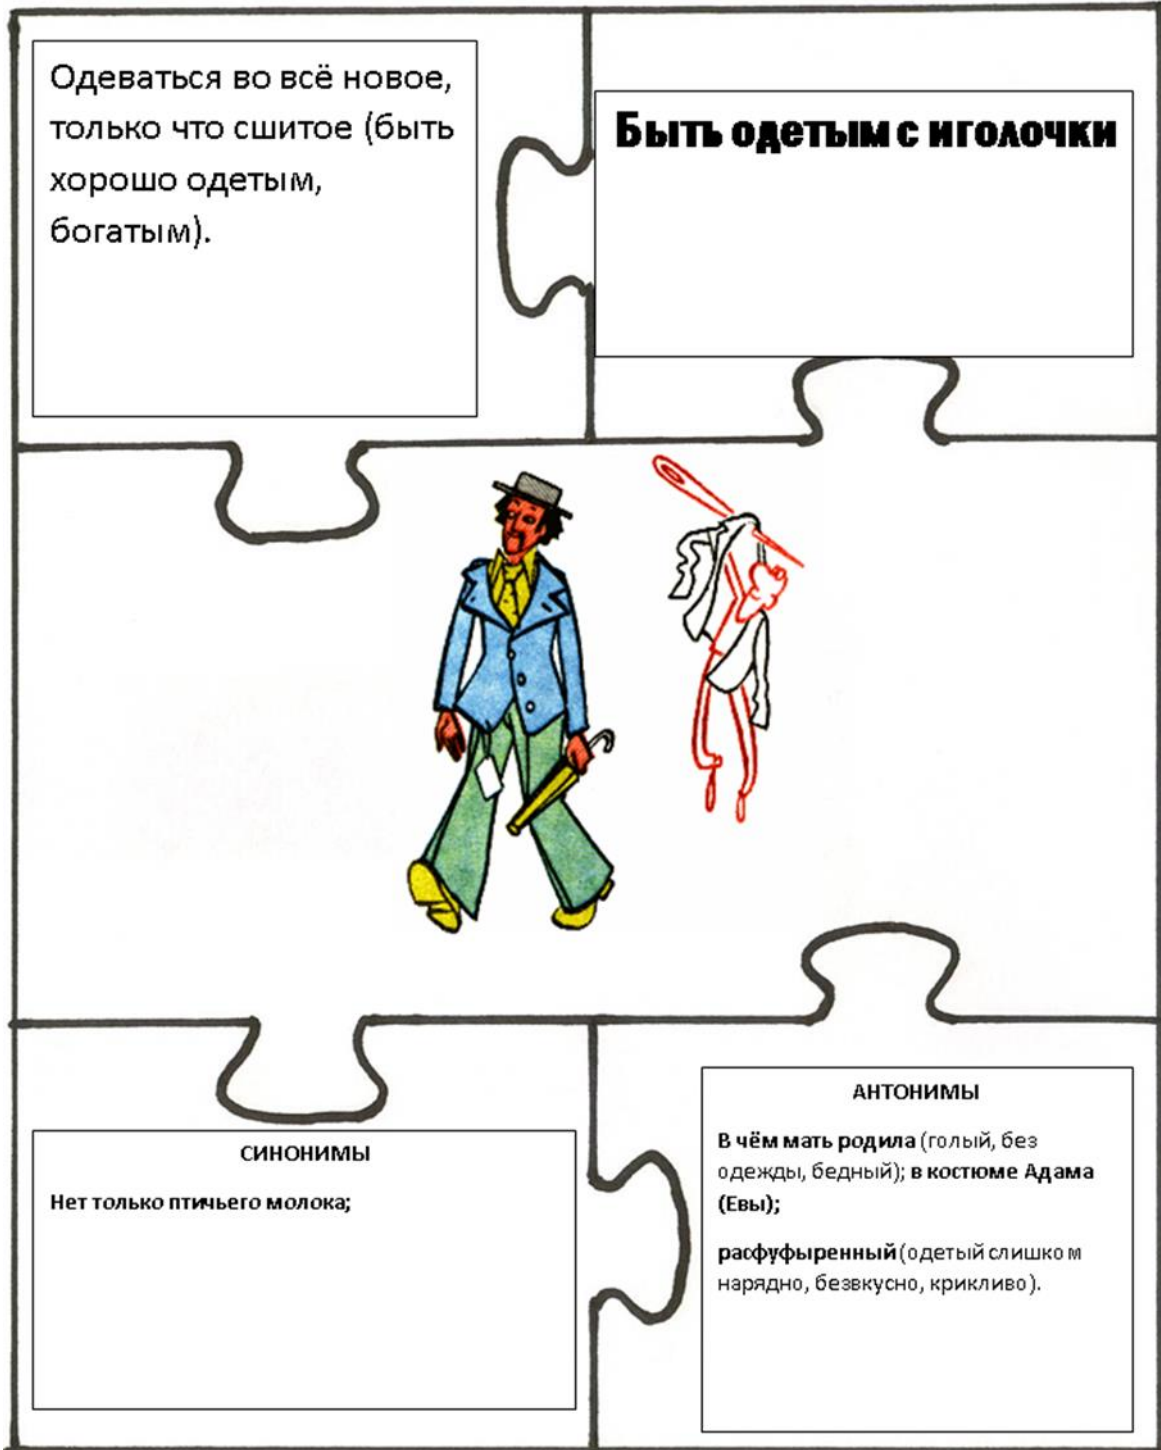 Одеваться во всё новое,
только что сшитое (быть
хорошо одетым,
богатым).
Быть одетым с иголочки
СИНОНИМЫ
Нет только птичьего молока;
АНТОНИМЫ
В чём мать родила (голый, без
одежды, бедный); в костюме Адама
(Евы);
расфуфыренный (одетый слишком
нарядно, безвкусно, крикливо).